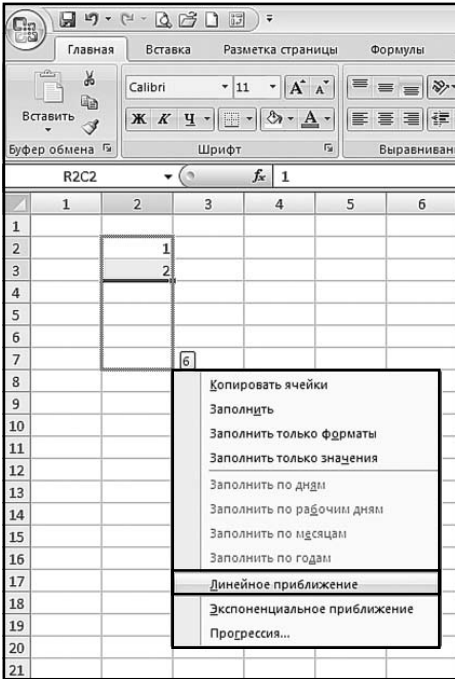 Главная Вставка Разметка страницы Формулы
Вставить Calibri 11
Ж К Ч А
Буфер обмена Шрифт Выравниван
R2C2 fx 1
1 2 3 4 5 6
1
2 1
3 2
4
5
6
7 6
8 Копировать ячейки
9 Заполнить
10 Заполнить только форматы
11 Заполнить только значения
12
13 Заполнить по дням
14 Заполнить по рабочим дням
15 Заполнить по месяцам
16 Заполнить по годам
17 Линейное приближение
18 Экспоненциальное приближение
19 Прогрессия...
20
21